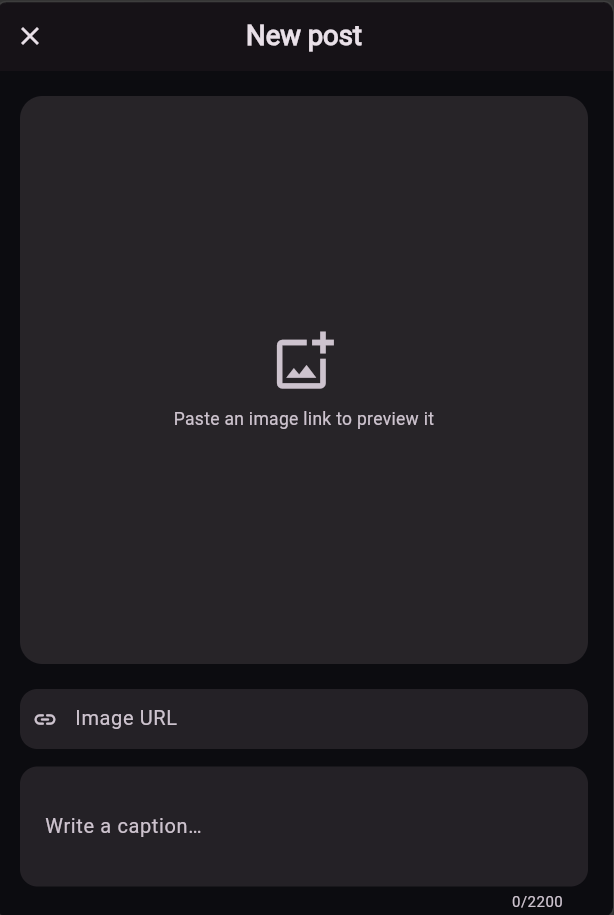 New post
Paste an image link to preview it
Image URL
Write a caption…
0/2200